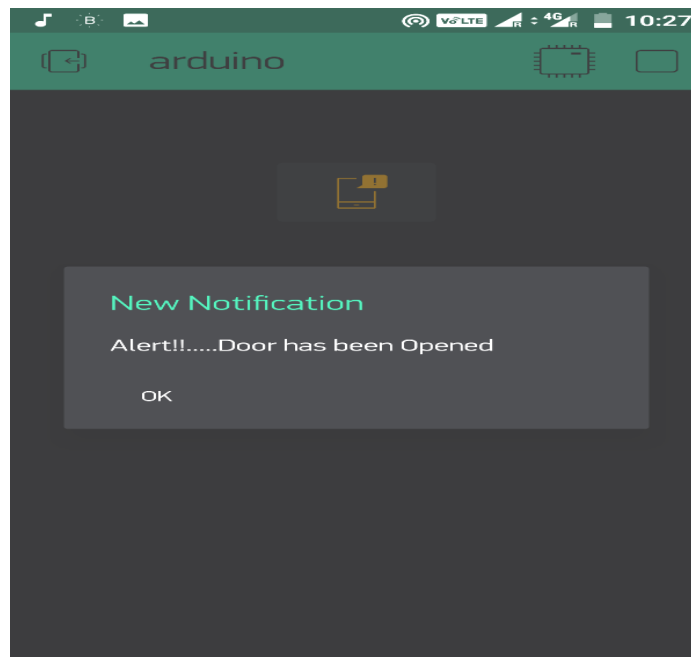 B VoLTE R 4G R 10:27
arduino
!
New Notification
Alert!!.....Door has been Opened
OK